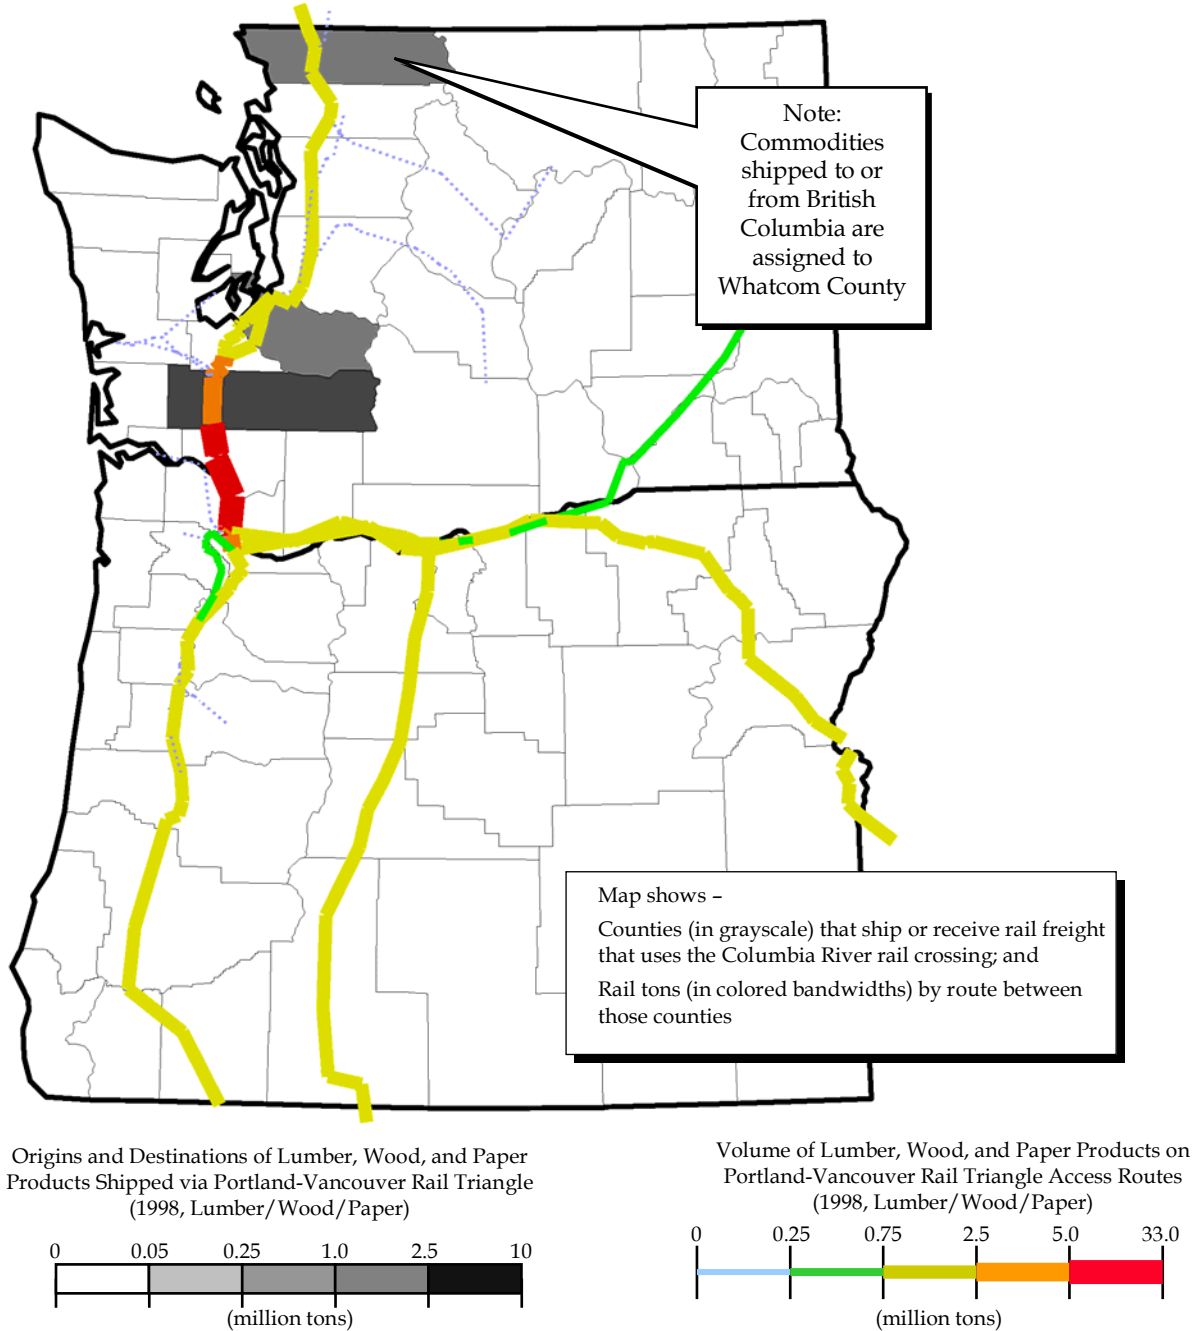 Note:
Commodities
shipped to or
from British
Columbia are
assigned to
Whatcom County
Map shows –
Counties (in grayscale) that ship or receive rail freight
that uses the Columbia River rail crossing; and
Rail tons (in colored bandwidths) by route between
those counties
Origins and Destinations of Lumber, Wood, and Paper
Products Shipped via Portland-Vancouver Rail Triangle
(1998, Lumber/Wood/Paper)
0 0.05 0.25 1.0 2.5 10
(million tons)
Volume of Lumber, Wood, and Paper Products on
Portland-Vancouver Rail Triangle Access Routes
(1998, Lumber/Wood/Paper)
0 0.25 0.75 2.5 5.0 33.0
(million tons)